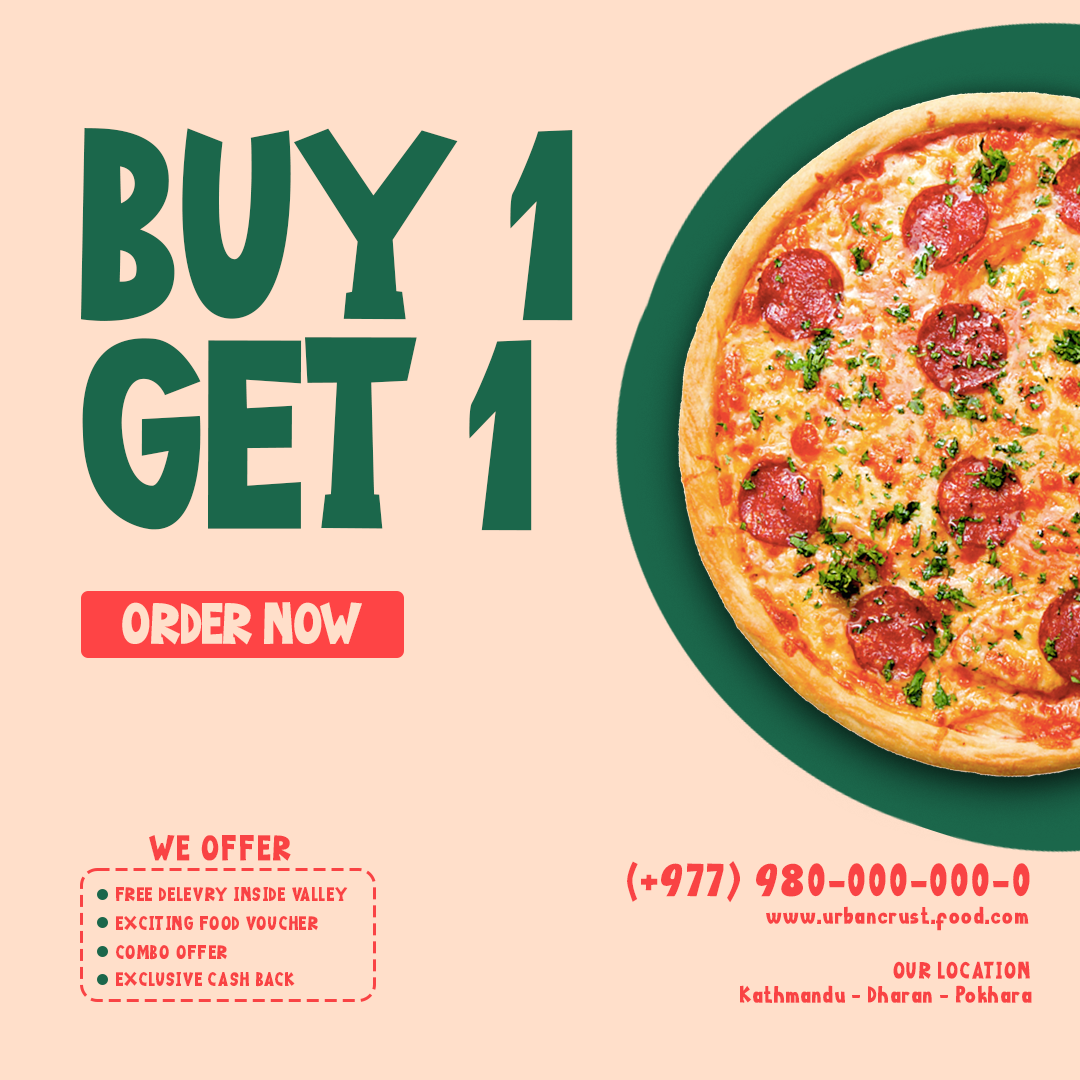 BUY 1
GET 1
ORDER NOW
WE OFFER
FREE DELEVRY INSIDE VALLEY
EXCITING FOOD VOUCHER
COMBO OFFER
EXCLUSIVE CASH BACK
(+977) 980-000-000-0
www.urbancrust.food.com
OUR LOCATION
Kathmandu - Dharan - Pokhara